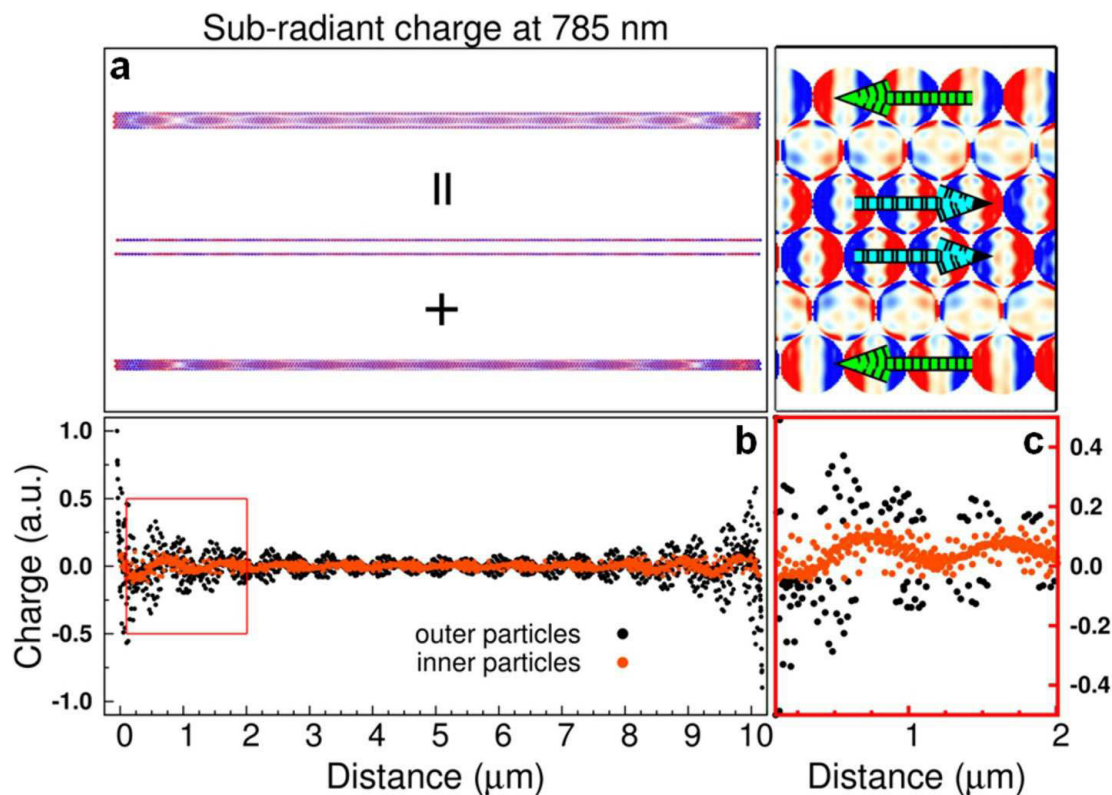 Sub-radiant charge at 785 nm
a
=
+
b
c
1.0
0.5
0.0
-0.5
-1.0
Charge (a.u.)
outer particles
inner particles
0 1 2 3 4 5 6 7 8 9 10
Distance (μm)
0.4
0.2
0.0
-0.2
-0.4
1 2
Distance (μm)